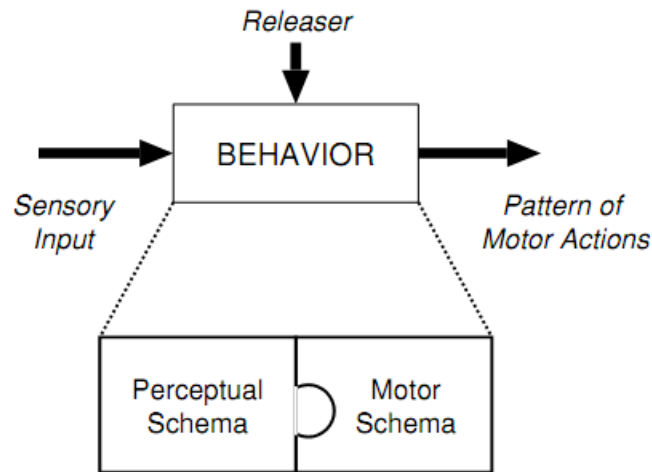 Releaser
BEHAVIOR
Sensory
Input
Pattern of
Motor Actions
Perceptual
Schema
Motor
Schema